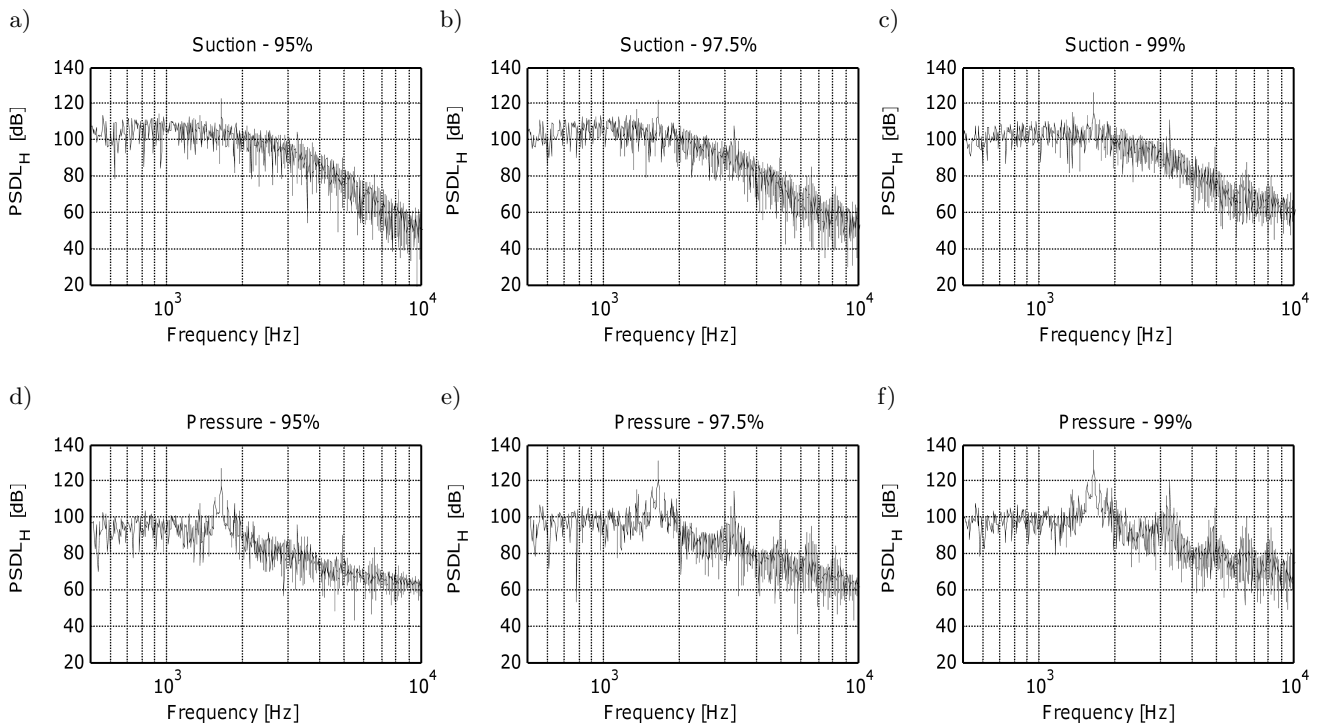 a)
Suction - 95%
140
120
100
80
60
40
20
PSDL_H [dB]
10^3
10^4
Frequency [Hz]
b)
Suction - 97.5%
140
120
100
80
60
40
20
PSDL_H [dB]
10^3
10^4
Frequency [Hz]
c)
Suction - 99%
140
120
100
80
60
40
20
PSDL_H [dB]
10^3
10^4
Frequency [Hz]
d)
Pressure - 95%
140
120
100
80
60
40
20
PSDL_H [dB]
10^3
10^4
Frequency [Hz]
e)
Pressure - 97.5%
140
120
100
80
60
40
20
PSDL_H [dB]
10^3
10^4
Frequency [Hz]
f)
Pressure - 99%
140
120
100
80
60
40
20
PSDL_H [dB]
10^3
10^4
Frequency [Hz]